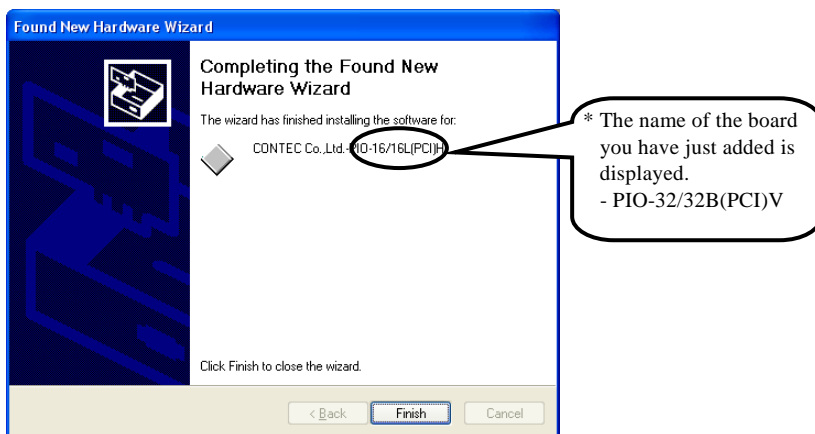 Found New Hardware Wizard
Completing the Found New
Hardware Wizard
The wizard has finished installing the software for:
CONTEC Co.,Ltd.-PIO-16/16L(PCI)H
Click Finish to close the wizard.
< Back
Finish
Cancel
* The name of the board
you have just added is
displayed.
- PIO-32/32B(PCI)V